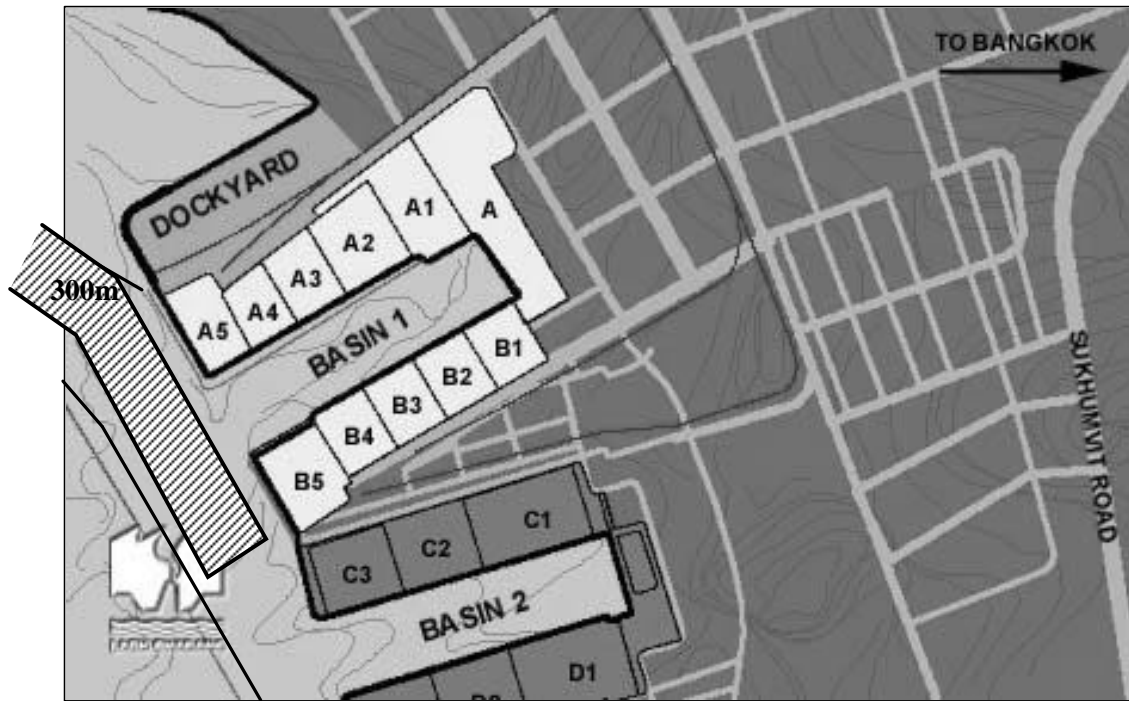 TO BANGKOK
DOCKYARD
A1
A
A2
A3
A4
A5
300m
BASIN 1
B1
B2
B3
B4
B5
SUKHUMVIT ROAD
C1
C2
C3
BASIN 2
D1